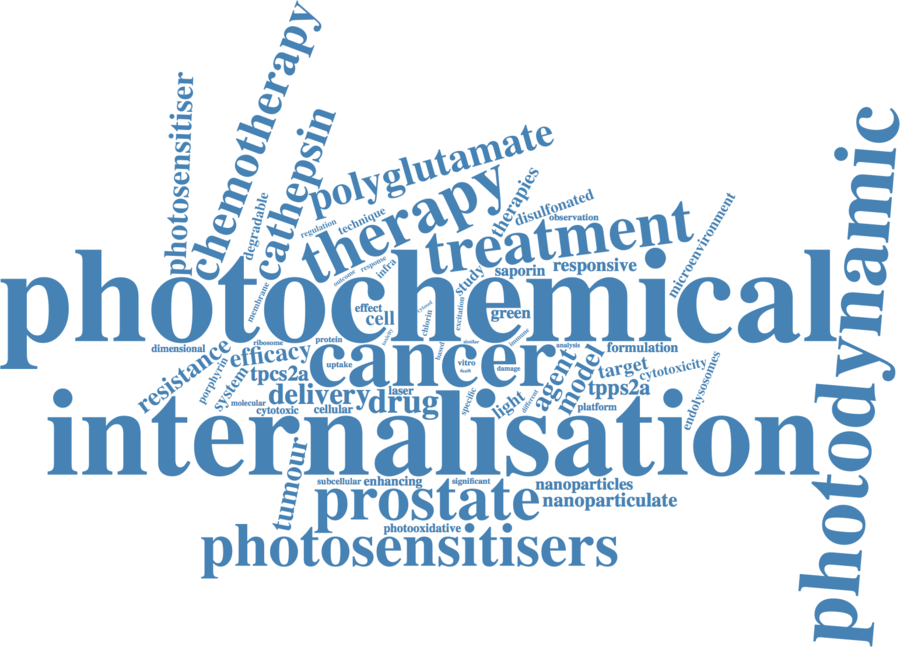 photochemical
internalisation
photodynamic
cancer
therapy
treatment
prostate
photosensitisers
chemotherapy
cathepsin
polyglutamate
photosensitiser
degradable
regulation
technique
therapies
disulfonated
observation
microenvironment
outcome
response
infra
study
saporin
responsive
membrane
effect
cell
cytosol
chlorin
excitation
green
dimensional
resistance
porphyrin
system
efficacy
ribosome
protein
tpcs2a
uptake
toxicity
based
similar
vitro
immune
damage
analysis
agent
model
formulation
target
cytotoxicity
tpps2a
platform
endolysosomes
molecular
delivery
cytotoxic
cellular
laser
drug
specific
light
different
tumour
subcellular
enhancing
significant
nanoparticles
nanoparticulate
photooxidative